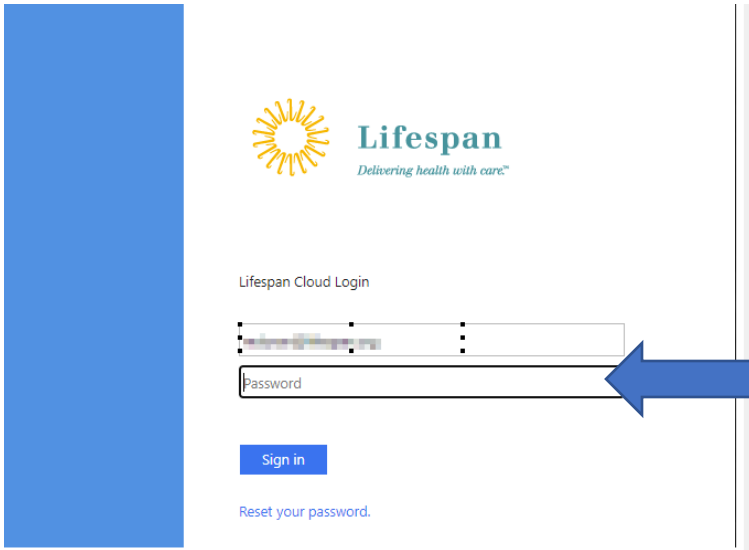 Lifespan
Delivering health with care.™
Lifespan Cloud Login
Password
Sign in
Reset your password.